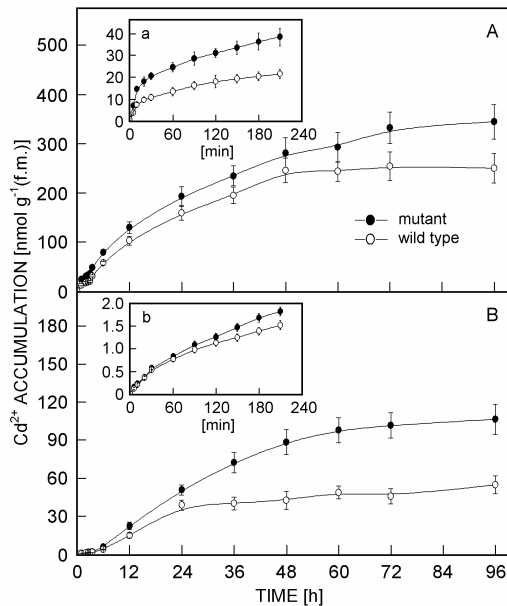 500
400
300
200
100
0
A
a
40
30
20
10
0
0 60 120 180 240
[min]
mutant
wild type
Cd2+ ACCUMULATION [nmol g-1(f.m.)]
180
150
120
90
60
30
0
B
b
2.0
1.5
1.0
0.5
0
0 60 120 180 240
[min]
0 12 24 36 48 60 72 84 96
TIME [h]